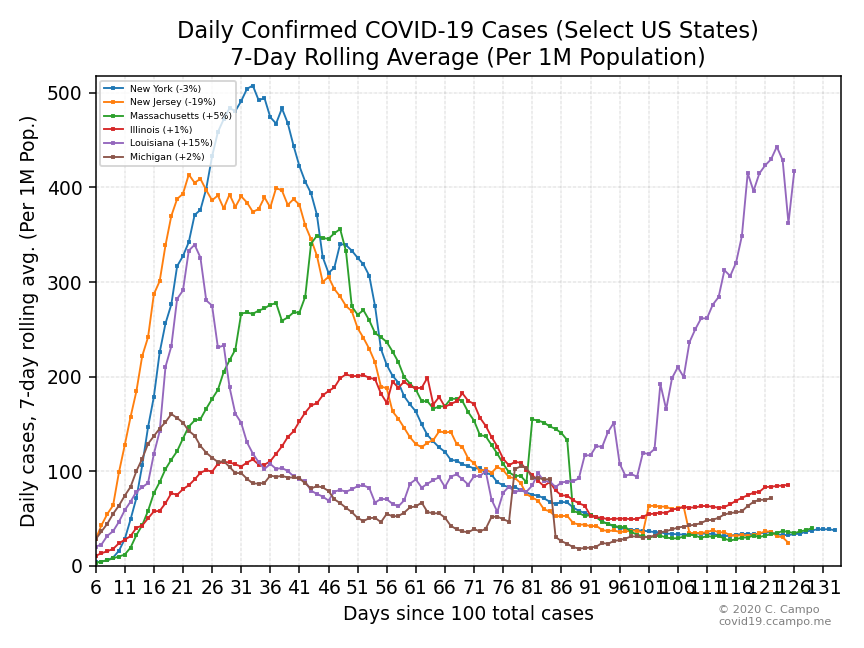 Daily Confirmed COVID-19 Cases (Select US States)
7-Day Rolling Average (Per 1M Population)
Daily cases, 7-day rolling avg. (Per 1M Pop.)
500
400
300
200
100
0
New York (-3%)
New Jersey (-19%)
Massachusetts (+5%)
Illinois (+1%)
Louisiana (+15%)
Michigan (+2%)
6 11 16 21 26 31 36 41 46 51 56 61 66 71 76 81 86 91 96 101 106 111 116 121 126 131
Days since 100 total cases
© 2020 C. Campo
covid19.ccampo.me